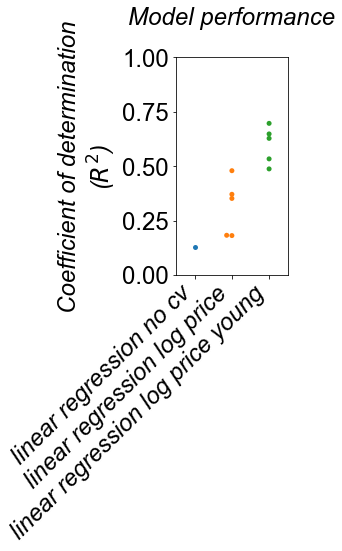 Model performance
Coefficient of determination
(R²)
1.00
0.75
0.50
0.25
0.00
linear regression no cv
linear regression log price
linear regression log price young